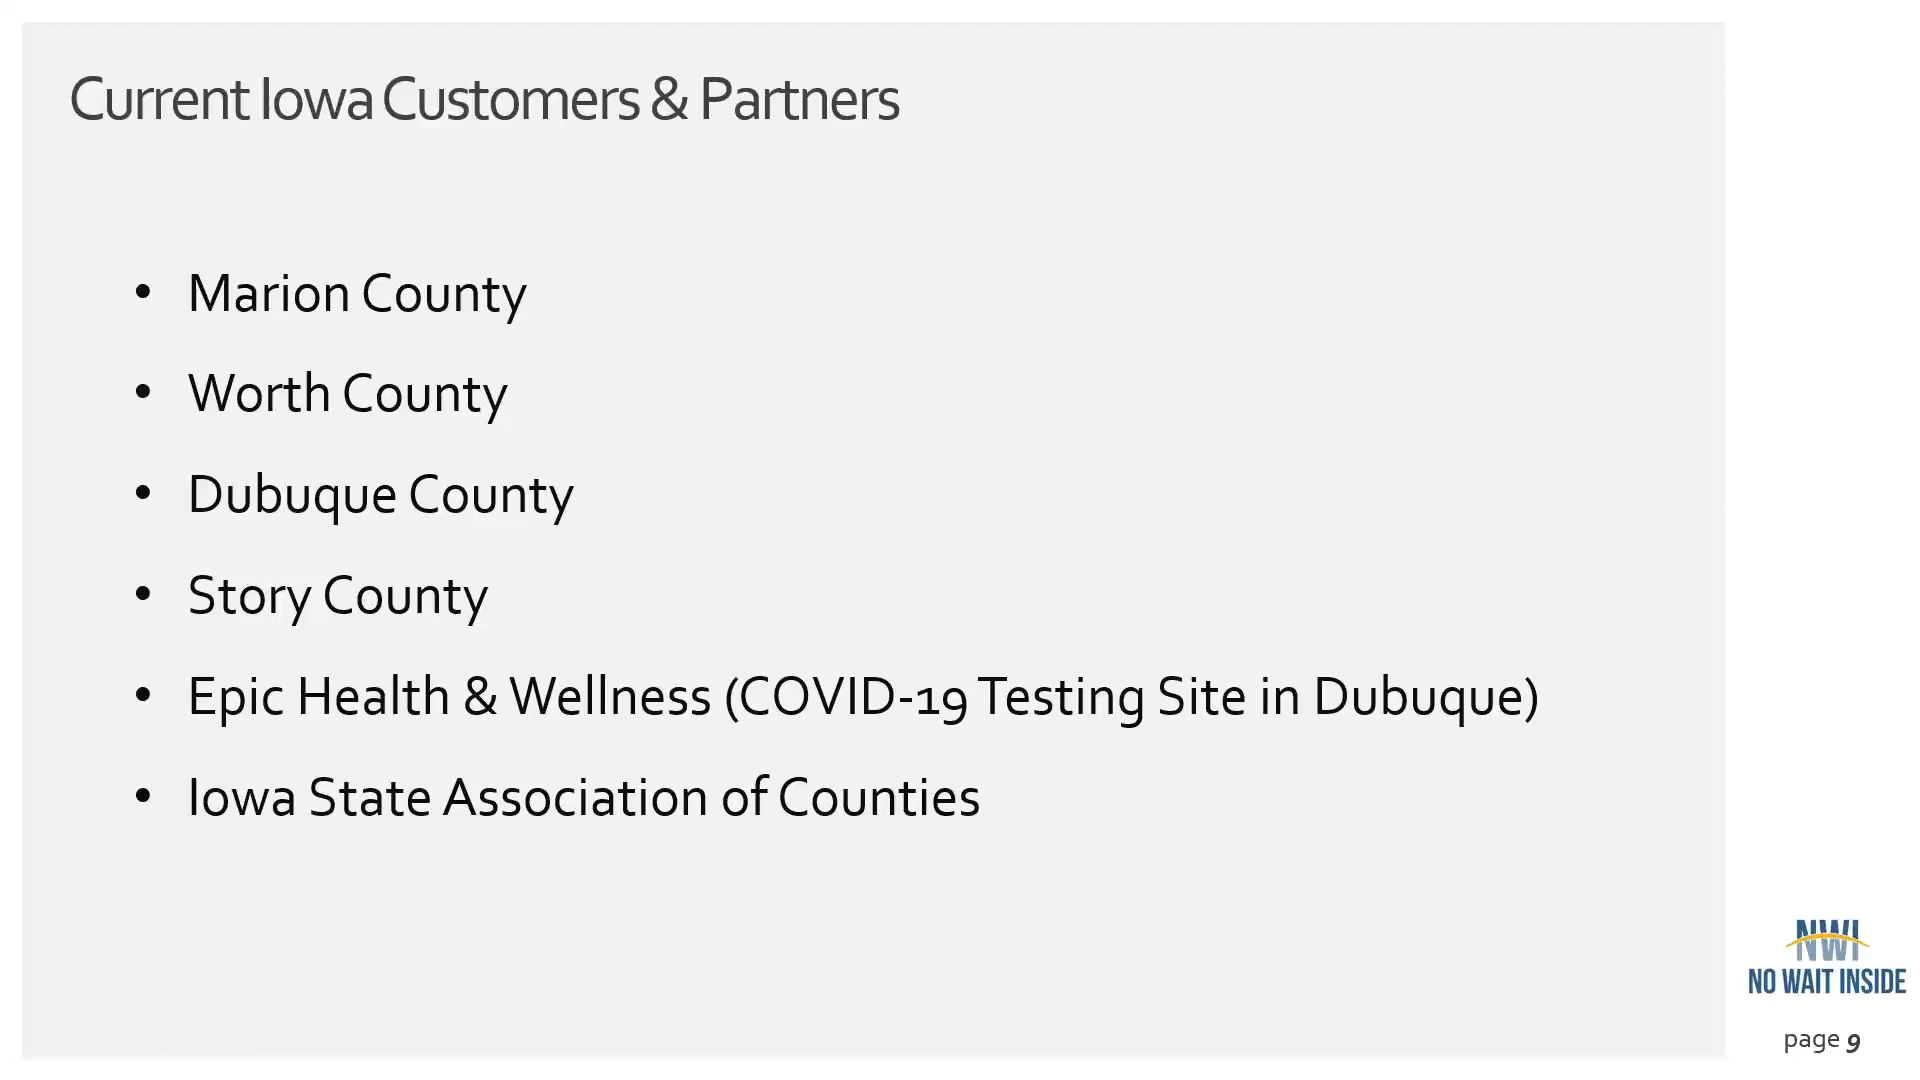 Current Iowa Customers & Partners
• Marion County
• Worth County
• Dubuque County
• Story County
• Epic Health & Wellness (COVID-19 Testing Site in Dubuque)
• Iowa State Association of Counties
NWI
NO WAIT INSIDE
page 9